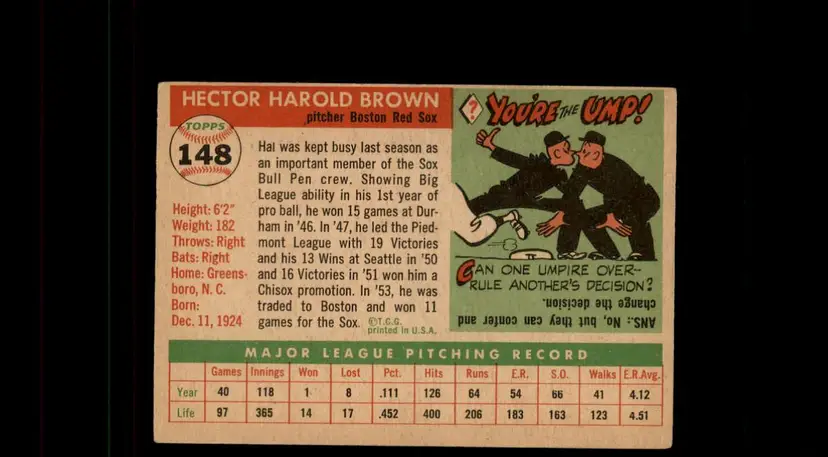 HECTOR HAROLD BROWN
pitcher Boston Red Sox
TOPPS
148
Height: 6'2"
Weight: 182
Throws: Right
Bats: Right
Home: Greens-
boro, N. C.
Born:
Dec. 11, 1924
Hal was kept busy last season as
an important member of the Sox
Bull Pen crew. Showing Big
League ability in his 1st year of
pro ball, he won 15 games at Dur-
ham in '46. In '47, he led the Pied-
mont League with 19 Victories
and his 13 Wins at Seattle in '50
and 16 Victories in '51 won him a
Chisox promotion. In '53, he was
traded to Boston and won 11
games for the Sox.
©T.C.G.
printed in U.S.A.
? YOU'RE THE UMP!
CAN ONE UMPIRE OVER-
RULE ANOTHER'S DECISION?
ANS.: No, but they can confer and
change the decision.
MAJOR LEAGUE PITCHING RECORD
Games Innings Won Lost Pct. Hits Runs E.R. S.O. Walks E.R.Avg.
Year 40 118 1 8 .111 126 64 54 66 41 4.12
Life 97 365 14 17 .452 400 206 183 163 123 4.51